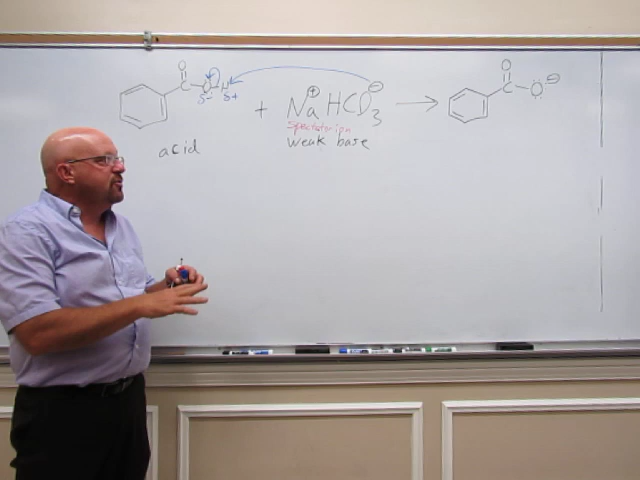 O
C O H + Na⊕ HCO3⊖ → O C O⊖
δ- δ+
spectator ion
acid weak base